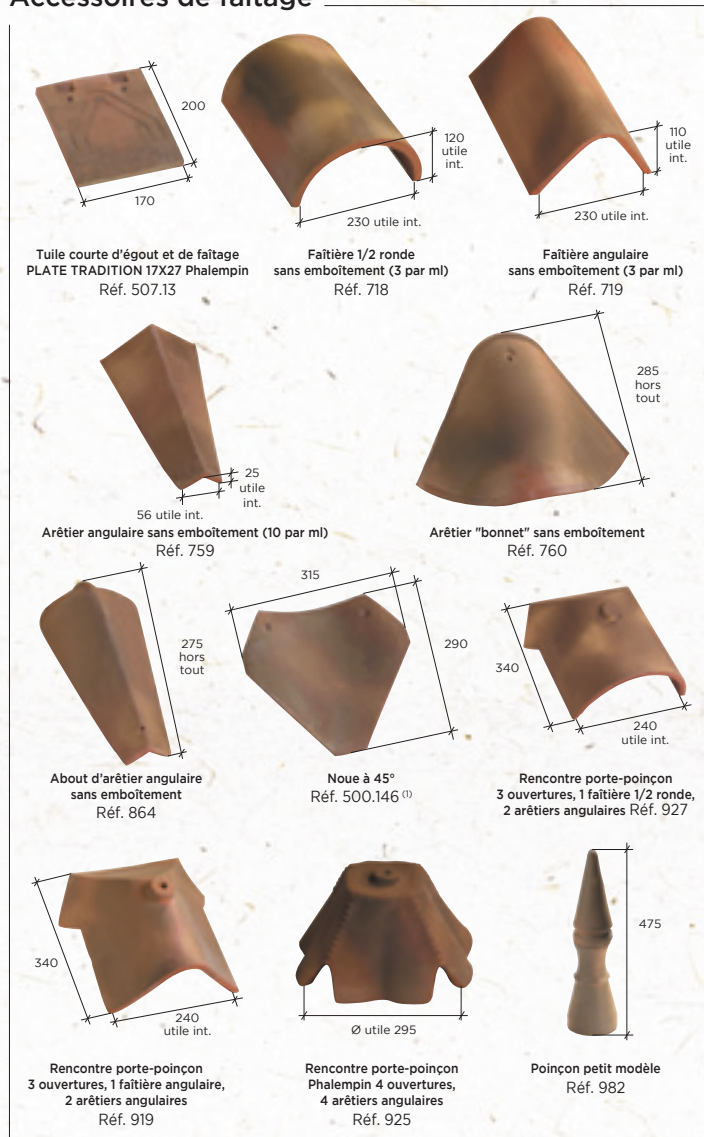 Accessoires de faîtage
200
170
Tuile courte d'égout et de faîtage
PLATE TRADITION 17X27 Phalempin
Réf. 507.13
120
utile
int.
230 utile int.
Faîtière 1/2 ronde
sans emboîtement (3 par ml)
Réf. 718
110
utile
int.
230 utile int.
Faîtière angulaire
sans emboîtement (3 par ml)
Réf. 719
25
utile
int.
56 utile int.
Arêtier angulaire sans emboîtement (10 par ml)
Réf. 759
285
hors
tout
Arêtier "bonnet" sans emboîtement
Réf. 760
275
hors
tout
About d'arêtier angulaire
sans emboîtement
Réf. 864
315
290
Noue à 45°
Réf. 500.146 (1)
340
240
utile int.
Rencontre porte-poinçon
3 ouvertures, 1 faîtière 1/2 ronde,
2 arêtiers angulaires Réf. 927
340
240
utile int.
Rencontre porte-poinçon
3 ouvertures, 1 faîtière angulaire,
2 arêtiers angulaires
Réf. 919
Ø utile 295
Rencontre porte-poinçon
Phalempin 4 ouvertures,
4 arêtiers angulaires
Réf. 925
475
Poinçon petit modèle
Réf. 982